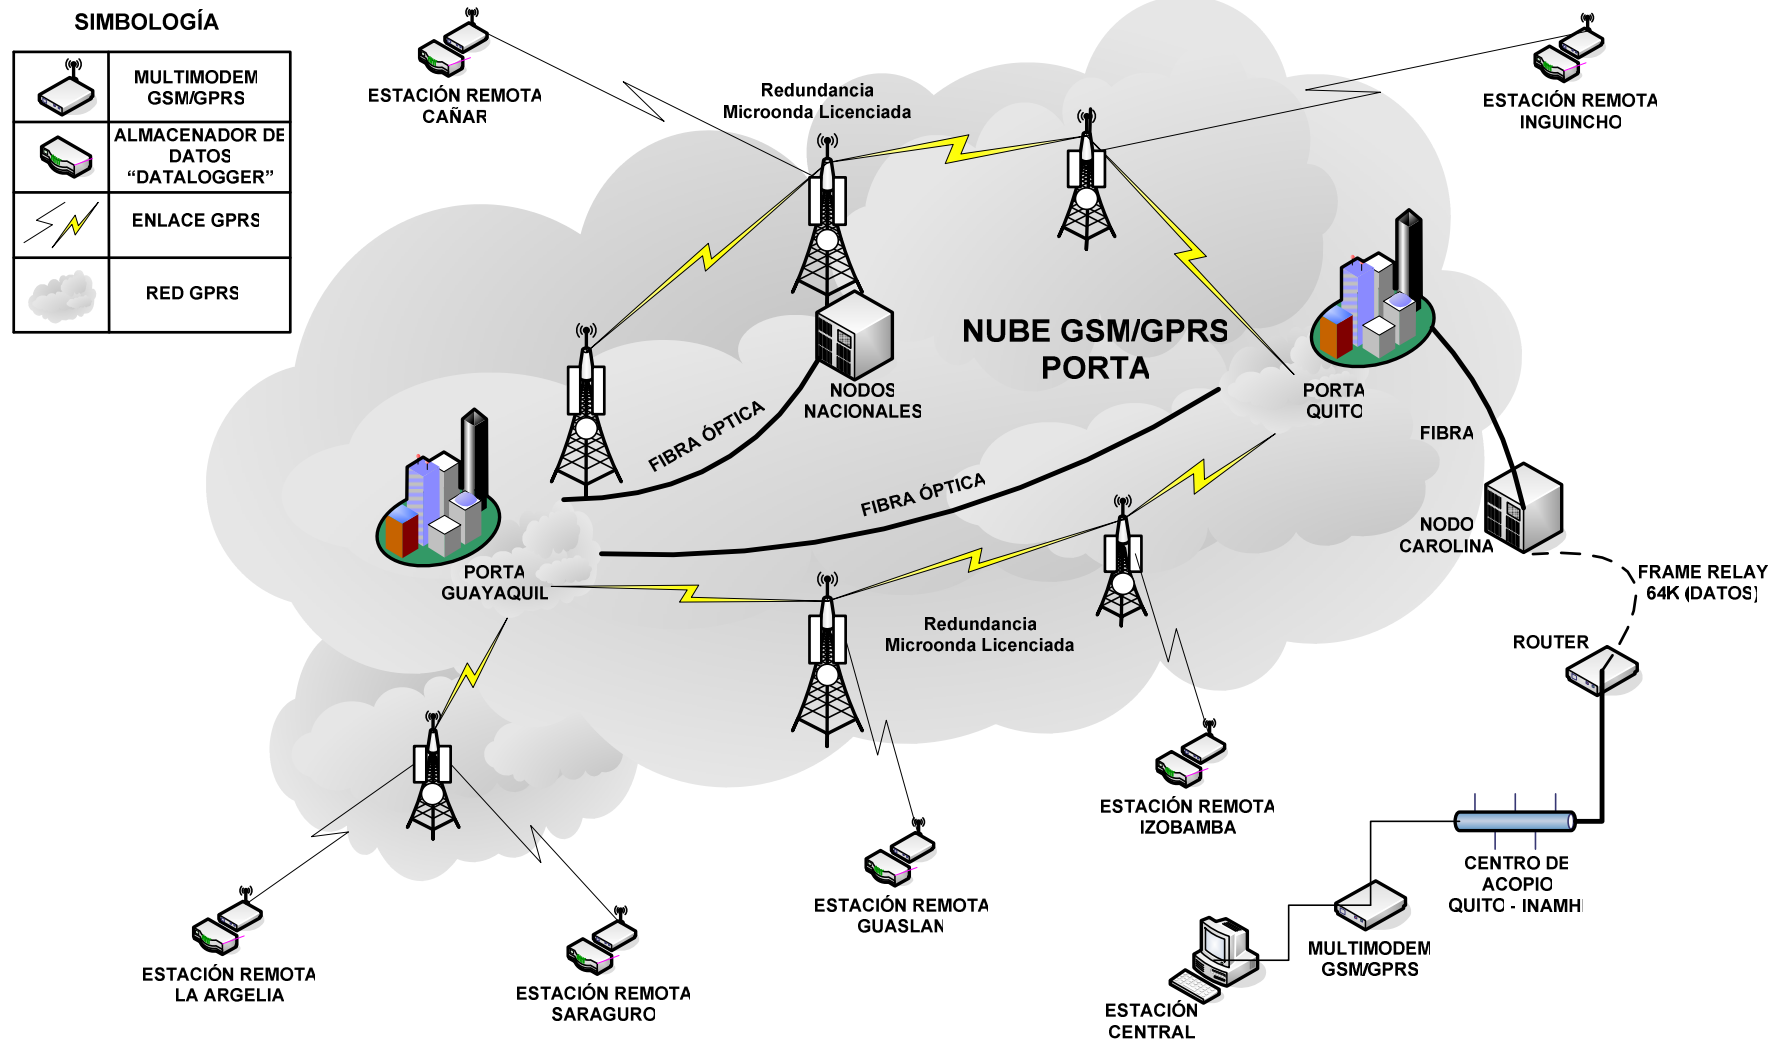 SIMBOLOGÍA
MULTIMODEM
GSM/GPRS
ALMACENADOR DE
DATOS
“DATALOGGER”
ENLACE GPRS
RED GPRS
ESTACIÓN REMOTA
CAÑAR
Redundancia
Microonda Licenciada
ESTACIÓN REMOTA
INGUINCHO
NUBE GSM/GPRS
PORTA
NODOS
NACIONALES
FIBRA ÓPTICA
PORTA
QUITO
FIBRA
FIBRA ÓPTICA
NODO
CAROLINA
PORTA
GUAYAQUIL
FRAME RELAY
64K (DATOS)
Redundancia
Microonda Licenciada
ROUTER
ESTACIÓN REMOTA
IZOBAMBA
CENTRO DE
ACOPIO
QUITO - INAMHI
ESTACIÓN REMOTA
GUASLAN
MULTIMODEM
GSM/GPRS
ESTACIÓN REMOTA
LA ARGELIA
ESTACIÓN REMOTA
SARAGURO
ESTACIÓN
CENTRAL